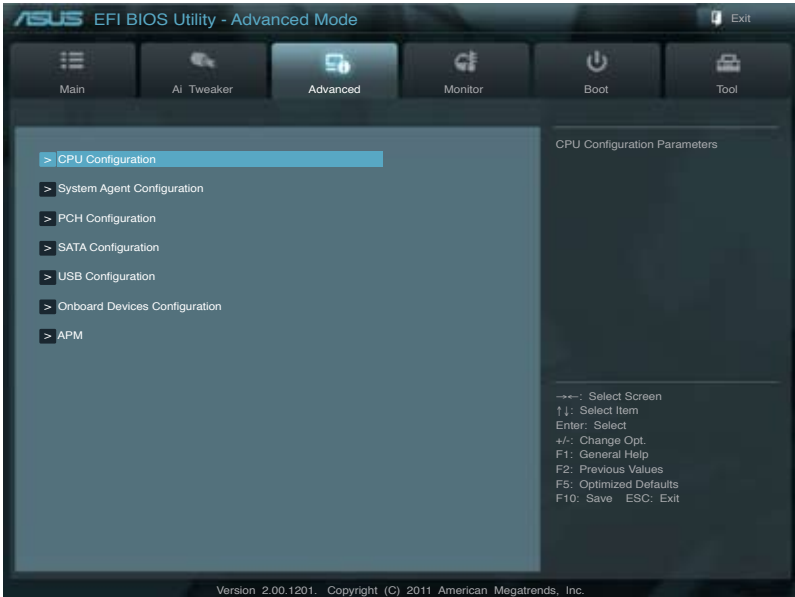 ASUS EFI BIOS Utility - Advanced Mode
Exit
Main
Ai Tweaker
Advanced
Monitor
Boot
Tool
> CPU Configuration
> System Agent Configuration
> PCH Configuration
> SATA Configuration
> USB Configuration
> Onboard Devices Configuration
> APM
CPU Configuration Parameters
→←: Select Screen
↑↓: Select Item
Enter: Select
+/-: Change Opt.
F1: General Help
F2: Previous Values
F5: Optimized Defaults
F10: Save ESC: Exit
Version 2.00.1201. Copyright (C) 2011 American Megatrends, Inc.